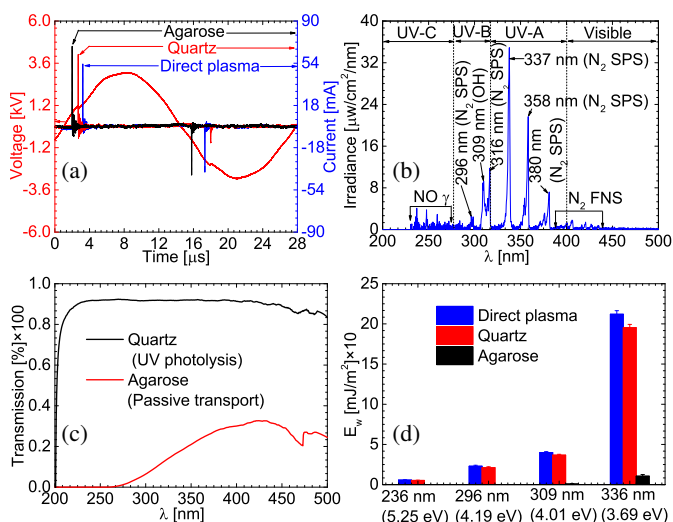 Agarose
Quartz
Direct plasma
6.0
3.6
1.2
-1.2
-3.6
-6.0
Voltage [kV]
90
54
18
-18
-54
-90
Current [mA]
(a)
0 4 8 12 16 20 24 28
Time [μs]
UV-C UV-B UV-A Visible
337 nm (N₂ SPS)
358 nm (N₂ SPS)
296 nm (N₂ SPS)
309 nm (OH)
316 nm (N₂ SPS)
380 nm
(N₂ SPS)
NO γ
N₂ FNS
(b)
40
32
24
16
8
0
Irradiance [μw/cm²/nm]
200 250 300 350 400 450 500
λ [nm]
1.0
0.8
0.6
0.4
0.2
0.0
Transmission [%]×100
Quartz
(UV photolysis)
Agarose
(Passive transport)
(c)
200 250 300 350 400 450 500
λ [nm]
25
20
15
10
5
0
E_w [mJ/m²]×10
Direct plasma
Quartz
Agarose
(d)
236 nm 296 nm 309 nm 336 nm
(5.25 eV) (4.19 eV) (4.01 eV) (3.69 eV)